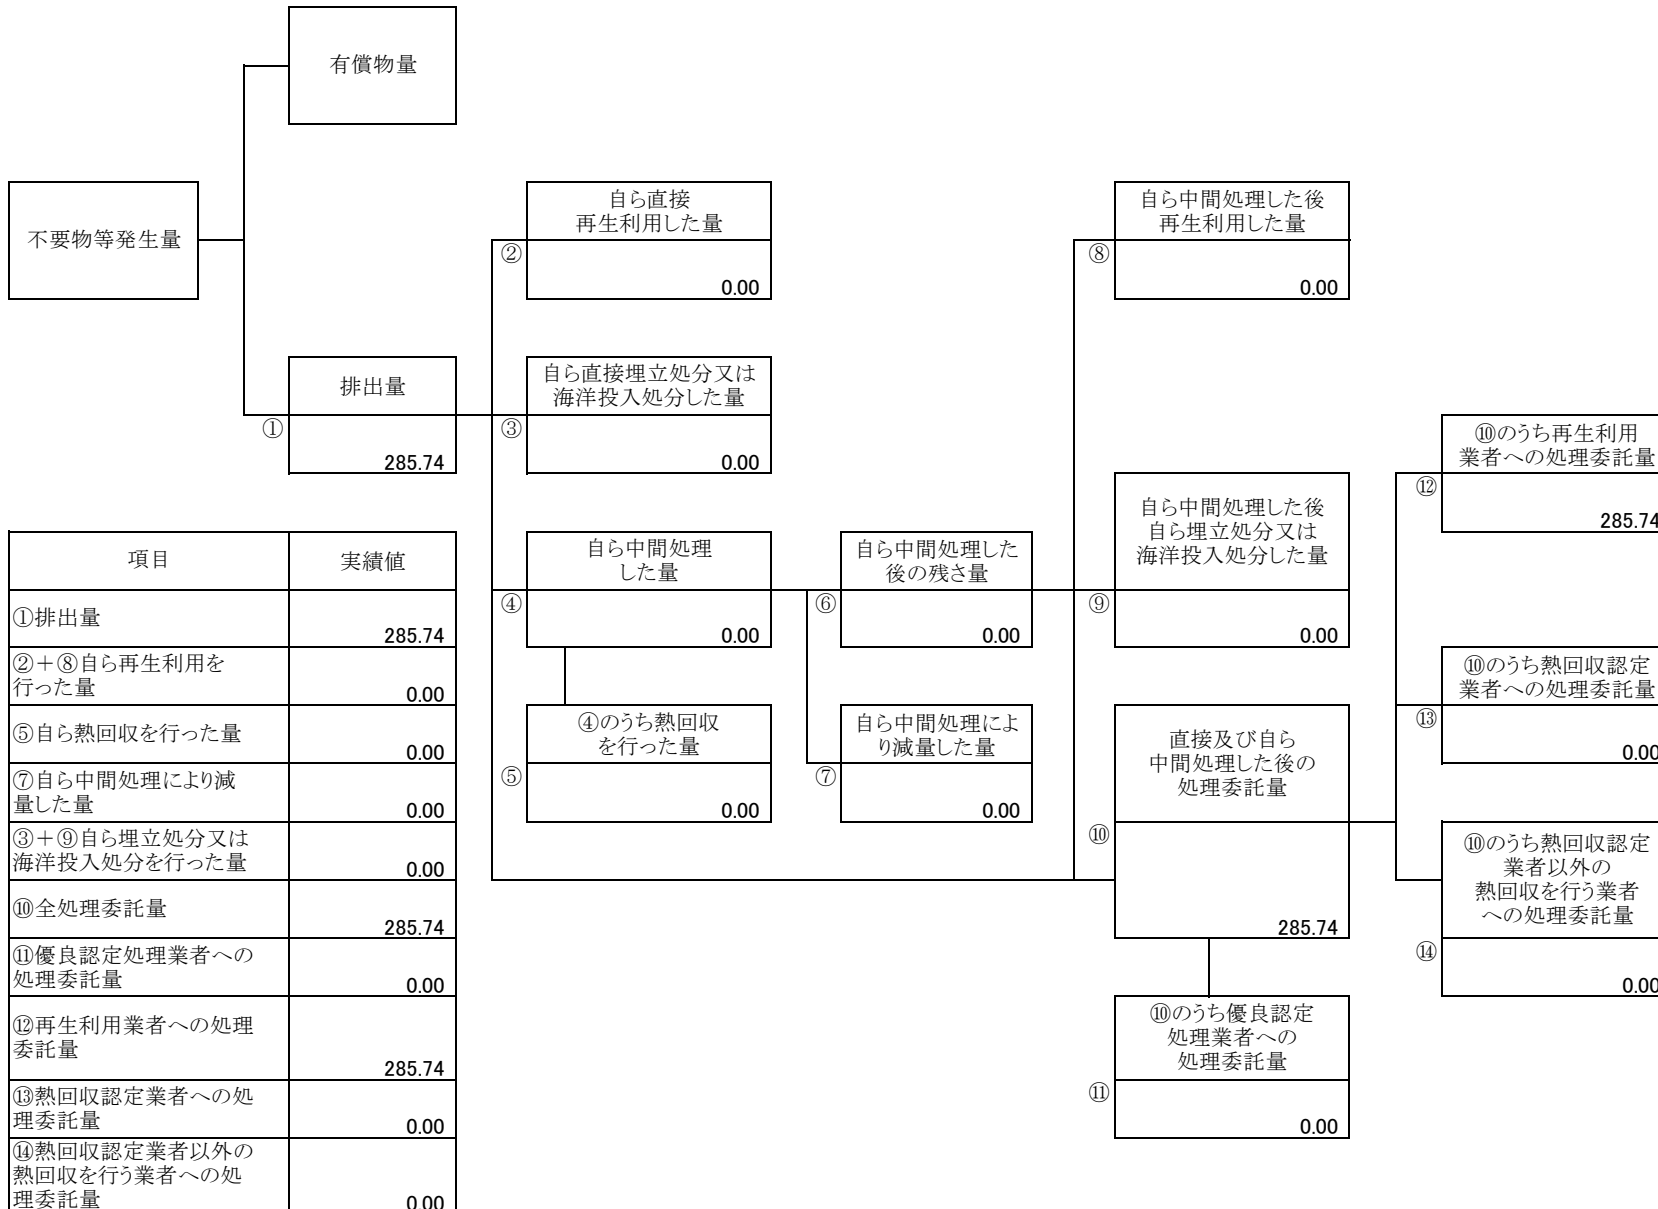 有償物量
不要物等発生量
自ら直接
再生利用した量
②
0.00
自ら中間処理した後
再生利用した量
⑧
0.00
排出量
①
285.74
自ら直接埋立処分又は
海洋投入処分した量
③
0.00
⑩のうち再生利用
業者への処理委託量
⑫
285.74
自ら中間処理
した量
④
0.00
自ら中間処理した
後の残さ量
⑥
0.00
自ら中間処理した後
自ら埋立処分又は
海洋投入処分した量
⑨
0.00
④のうち熱回収
を行った量
⑤
0.00
自ら中間処理によ
り減量した量
⑦
0.00
直接及び自ら
中間処理した後の
処理委託量
⑩
285.74
⑩のうち熱回収認定
業者への処理委託量
⑬
0.00
⑩のうち熱回収認定
業者以外の
熱回収を行う業者
への処理委託量
⑭
0.00
⑩のうち優良認定
処理業者への
処理委託量
⑪
0.00
項目 実績値
①排出量
285.74
②+⑧自ら再生利用を
行った量
0.00
⑤自ら熱回収を行った量
0.00
⑦自ら中間処理により減
量した量
0.00
③+⑨自ら埋立処分又は
海洋投入処分を行った量
0.00
⑩全処理委託量
285.74
⑪優良認定処理業者への
処理委託量
0.00
⑫再生利用業者への処理
委託量
285.74
⑬熱回収認定業者への処
理委託量
0.00
⑭熱回収認定業者以外の
熱回収を行う業者への処
理委託量
0.00